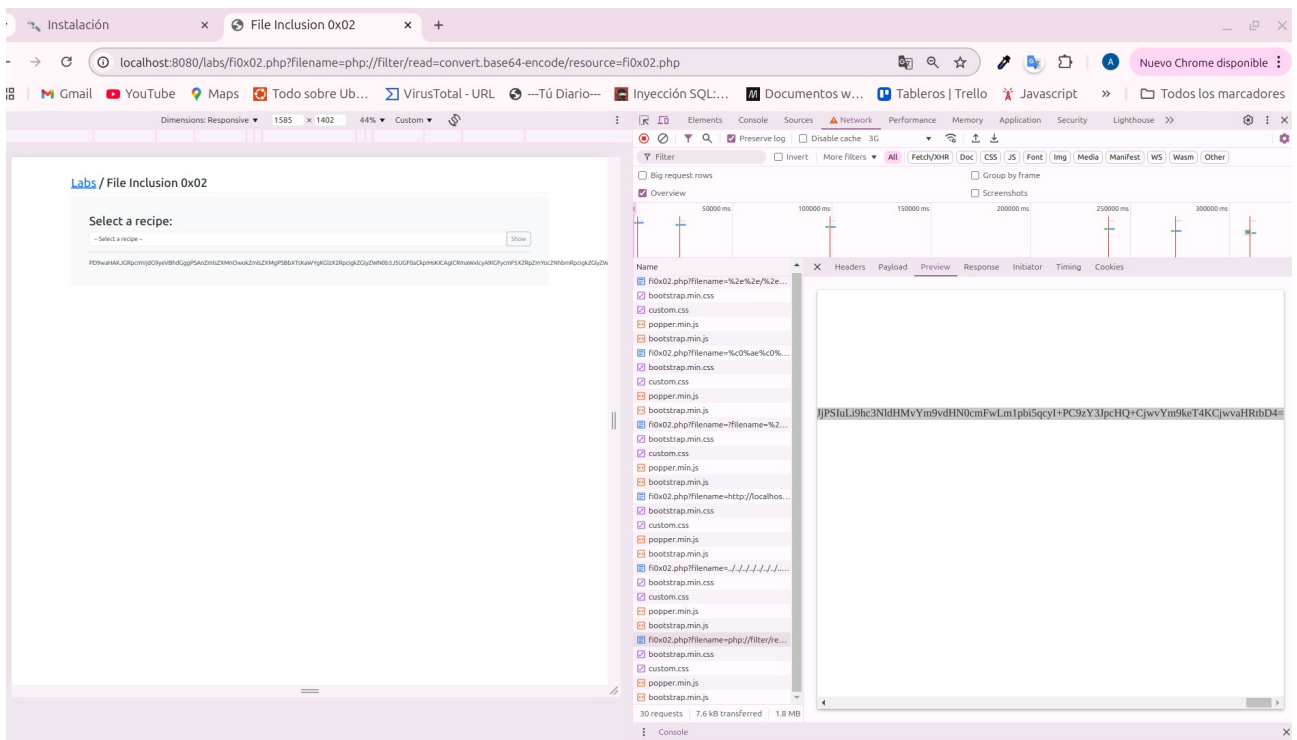 Instalación
File Inclusion 0x02
localhost:8080/labs/fi0x02.php?filename=php://filter/read=convert.base64-encode/resource=fi0x02.php
A
Nuevo Chrome disponible
Gmail YouTube Maps Todo sobre Ub... VirusTotal - URL ---Tú Diario--- Inyección SQL:... Documentos w... Tableros | Trello Javascript » Todos los marcadores
Dimensions: Responsive 1585 × 1402 44% Custom
Elements Console Sources Network Performance Memory Application Security Lighthouse
Preserve log Disable cache 3G
Filter Invert More filters All Fetch/XHR Doc CSS JS Font Img Media Manifest WS Wasm Other
Big request rows Group by frame
Overview Screenshots
50000 ms 100000 ms 150000 ms 200000 ms 250000 ms 300000 ms
Labs / File Inclusion 0x02
Select a recipe:
-- Select a recipe --
Show
Name
Headers Payload Preview Response Initiator Timing Cookies
fi0x02.php?filename=%2e%2e/%2e...
bootstrap.min.css
custom.css
popper.min.js
bootstrap.min.js
fi0x02.php?filename=%c0%ae%c0%...
bootstrap.min.css
custom.css
popper.min.js
bootstrap.min.js
fi0x02.php?filename=?filename=%2...
bootstrap.min.css
custom.css
popper.min.js
bootstrap.min.js
fi0x02.php?filename=http://localhos...
bootstrap.min.css
custom.css
popper.min.js
bootstrap.min.js
bootstrap.min.css
custom.css
popper.min.js
bootstrap.min.js
fi0x02.php?filename=php://filter/re...
bootstrap.min.css
custom.css
popper.min.js
bootstrap.min.js
JjPSIuLi9hc3NldHMvYm9vdHN0cmFwLm1pbi5qcyI+PC9zY3JpcHQ+CjwvYm9keT4KCjwvaHRtbD4=
30 requests 7.6 kB transferred 1.8 MB
Console